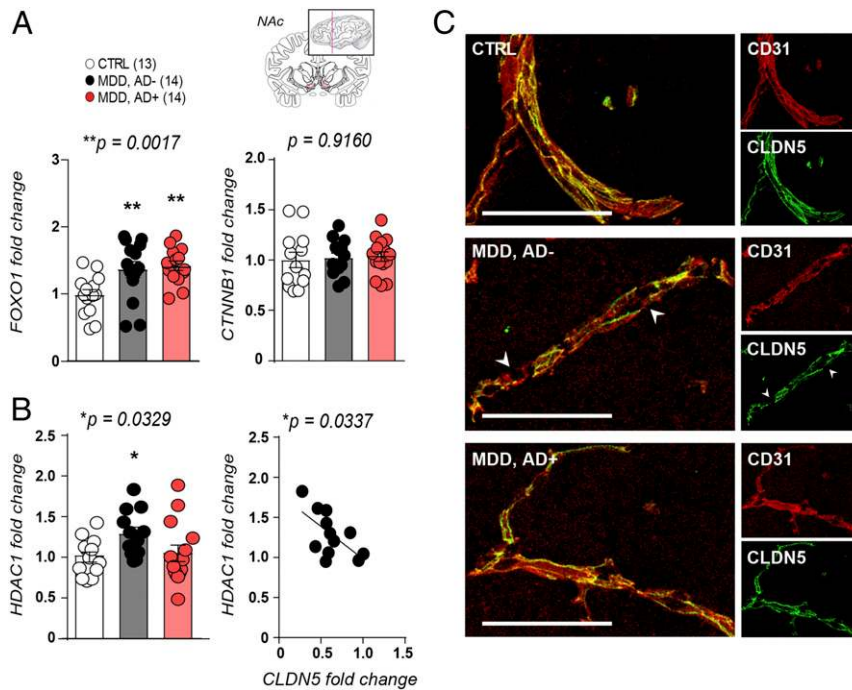 A
NAc
CTRL (13)
MDD, AD- (14)
MDD, AD+ (14)
**p = 0.0017
FOXO1 fold change
3
2
1
0
**
**
p = 0.9160
CTNNB1 fold change
2.0
1.5
1.0
0.5
0
B
*p = 0.0329
HDAC1 fold change
2.5
2.0
1.5
1.0
0.5
0
*
*p = 0.0337
HDAC1 fold change
2.5
2.0
1.5
1.0
0.5
0
0
0.5
1.0
1.5
CLDN5 fold change
C
CTRL
CD31
CLDN5
MDD, AD-
CD31
CLDN5
MDD, AD+
CD31
CLDN5